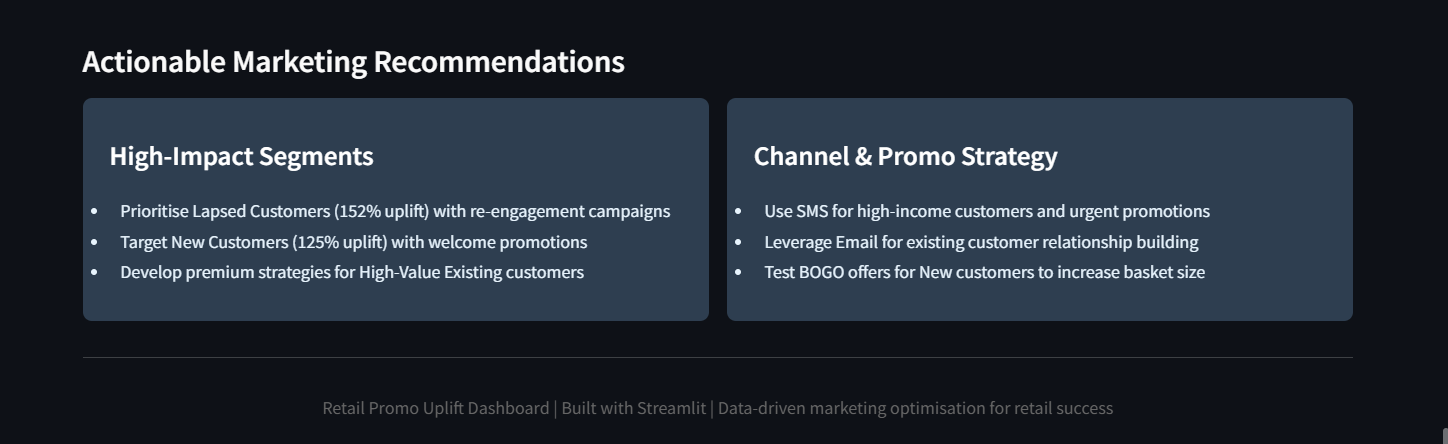 Actionable Marketing Recommendations
High-Impact Segments
• Prioritise Lapsed Customers (152% uplift) with re-engagement campaigns
• Target New Customers (125% uplift) with welcome promotions
• Develop premium strategies for High-Value Existing customers
Channel & Promo Strategy
• Use SMS for high-income customers and urgent promotions
• Leverage Email for existing customer relationship building
• Test BOGO offers for New customers to increase basket size
Retail Promo Uplift Dashboard | Built with Streamlit | Data-driven marketing optimisation for retail success